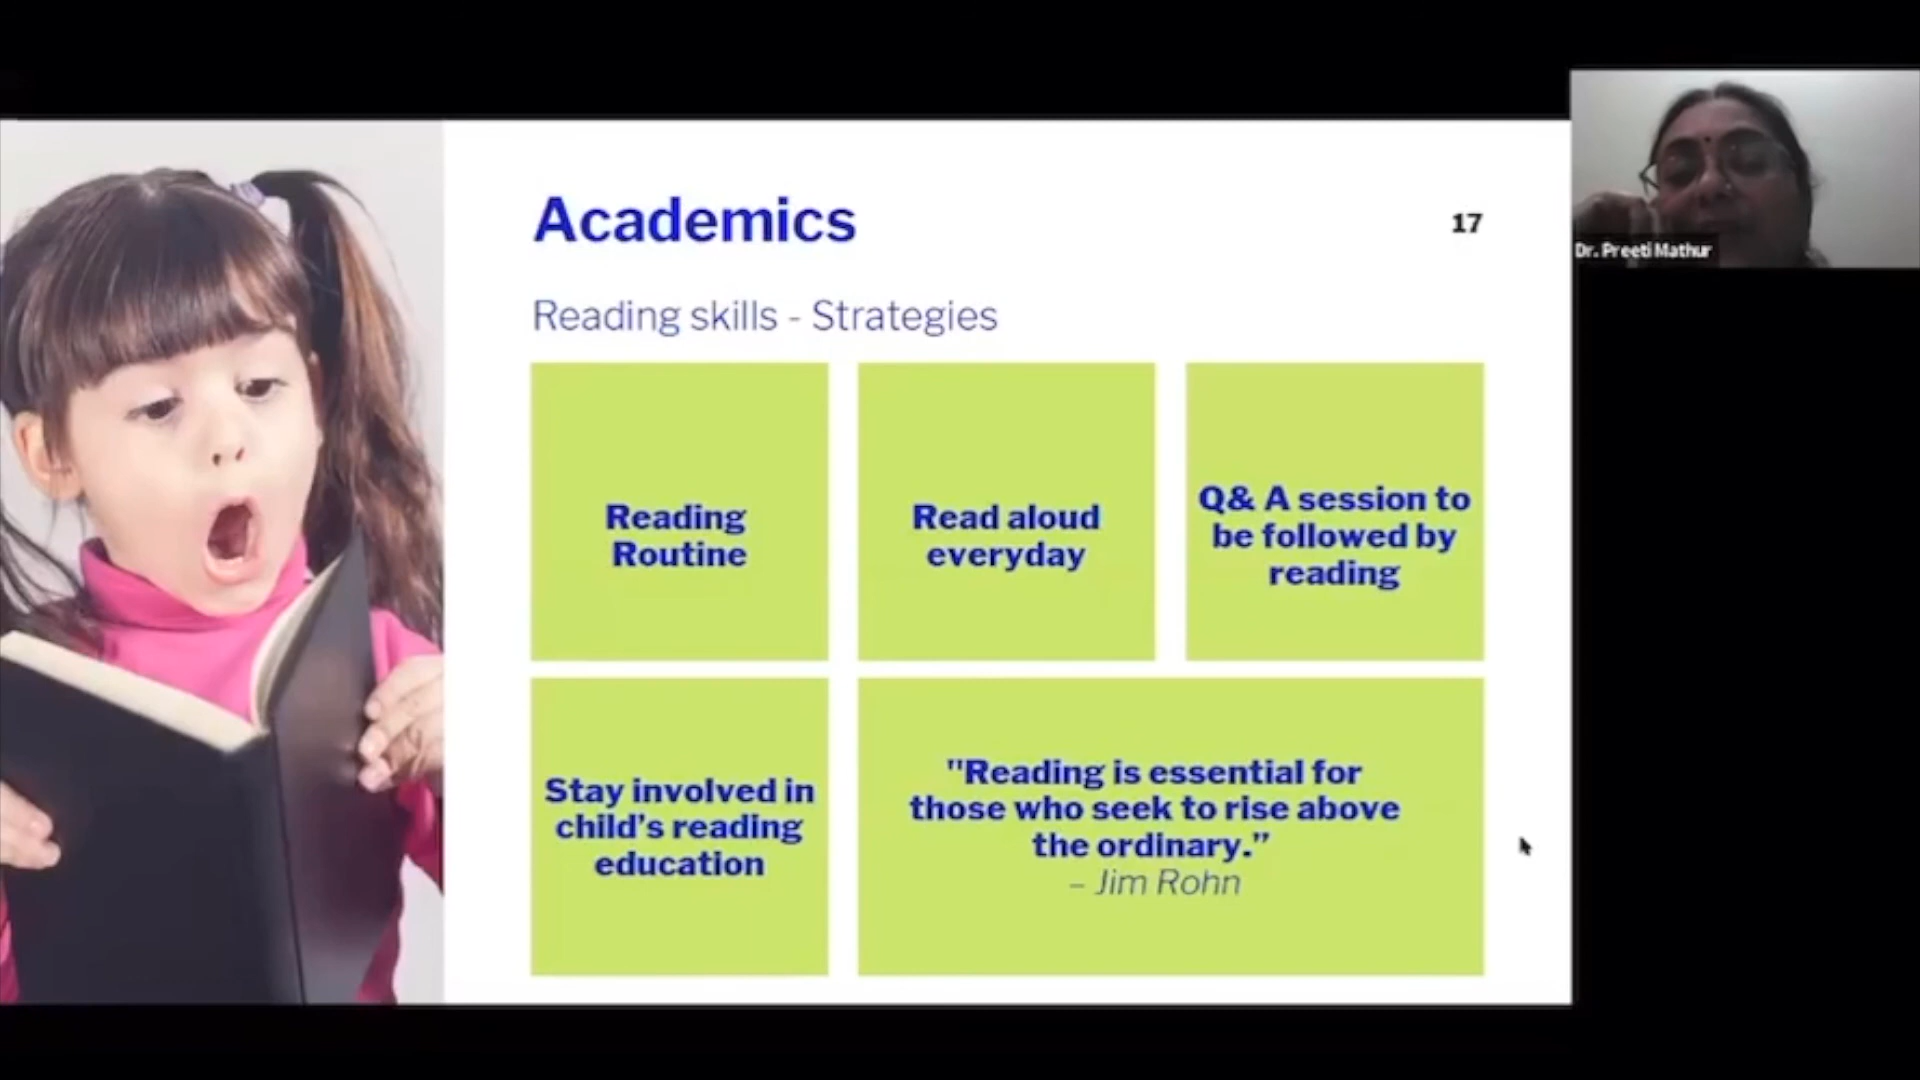 Academics
17
Dr. Preeti Mathur
Reading skills - Strategies
Reading
Routine
Read aloud
everyday
Q& A session to
be followed by
reading
Stay involved in
child’s reading
education
"Reading is essential for
those who seek to rise above
the ordinary.”
– Jim Rohn